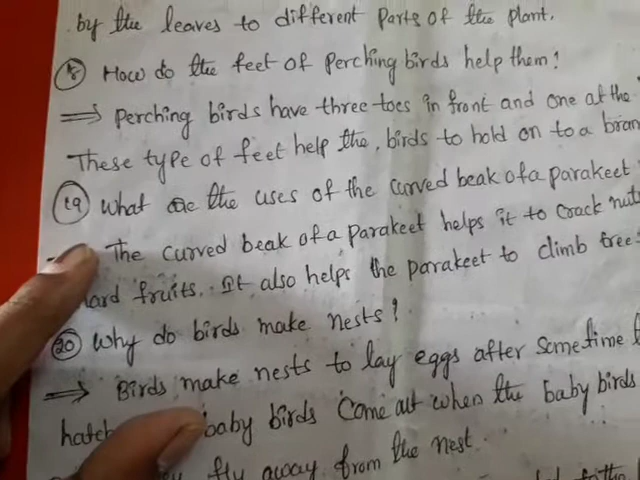 by the leaves to different parts of the plant.
18 How do the feet of perching birds help them?
⇒ Perching birds have three toes in front and one at the
These type of feet help the, birds to hold on to a bran
19 What are the uses of the curved beak of a parakeet
The curved beak of a parakeet helps it to crack nut
hard fruits. It also helps the parakeet to climb tree
20 Why do birds make nests?
⇒ Birds make nests to lay eggs after sometime
hatch baby birds come out when the baby birds
fly away from the nest.